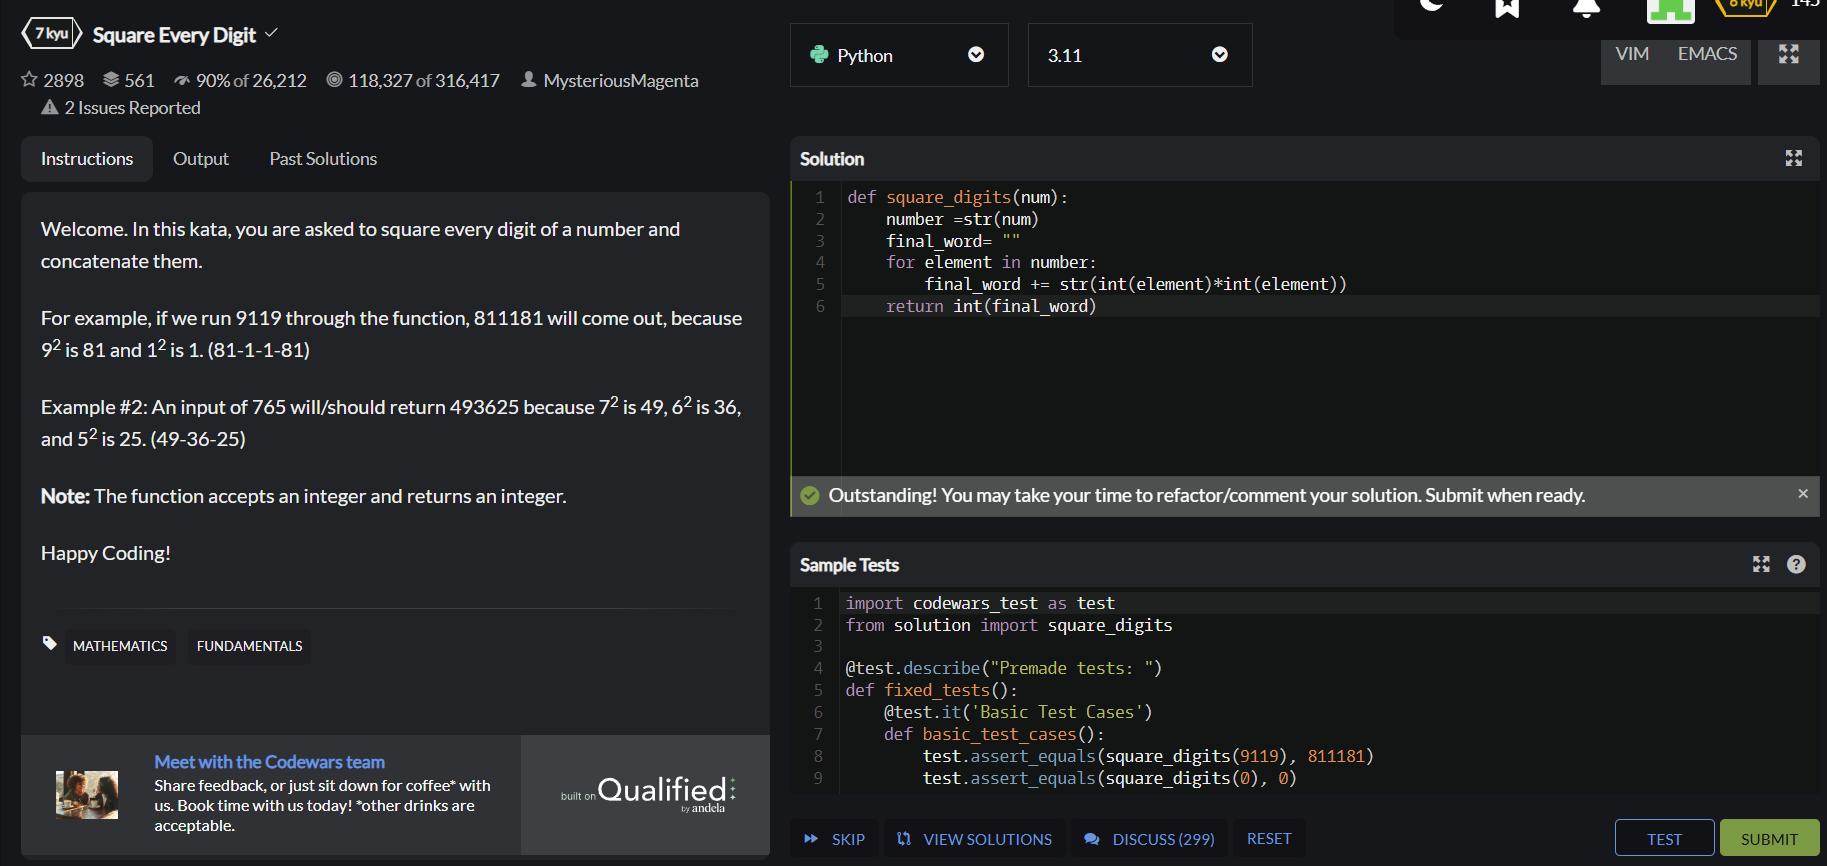 7 kyu
Square Every Digit
2898 561 90% of 26,212 118,327 of 316,417 MysteriousMagenta
2 Issues Reported
Instructions Output Past Solutions
Welcome. In this kata, you are asked to square every digit of a number and
concatenate them.
For example, if we run 9119 through the function, 811181 will come out, because
9² is 81 and 1² is 1. (81-1-1-81)
Example #2: An input of 765 will/should return 493625 because 7² is 49, 6² is 36,
and 5² is 25. (49-36-25)
Note: The function accepts an integer and returns an integer.
Happy Coding!
MATHEMATICS FUNDAMENTALS
Meet with the Codewars team
Share feedback, or just sit down for coffee* with
us. Book time with us today! *other drinks are
acceptable.
built on Qualified
by andela
Python 3.11
VIM EMACS
Solution
1 def square_digits(num):
2     number =str(num)
3     final_word= ""
4     for element in number:
5         final_word += str(int(element)*int(element))
6     return int(final_word)
Outstanding! You may take your time to refactor/comment your solution. Submit when ready. ×
Sample Tests
1 import codewars_test as test
2 from solution import square_digits
3
4 @test.describe("Premade tests: ")
5 def fixed_tests():
6     @test.it('Basic Test Cases')
7     def basic_test_cases():
8         test.assert_equals(square_digits(9119), 811181)
9         test.assert_equals(square_digits(0), 0)
SKIP VIEW SOLUTIONS DISCUSS (299) RESET TEST SUBMIT